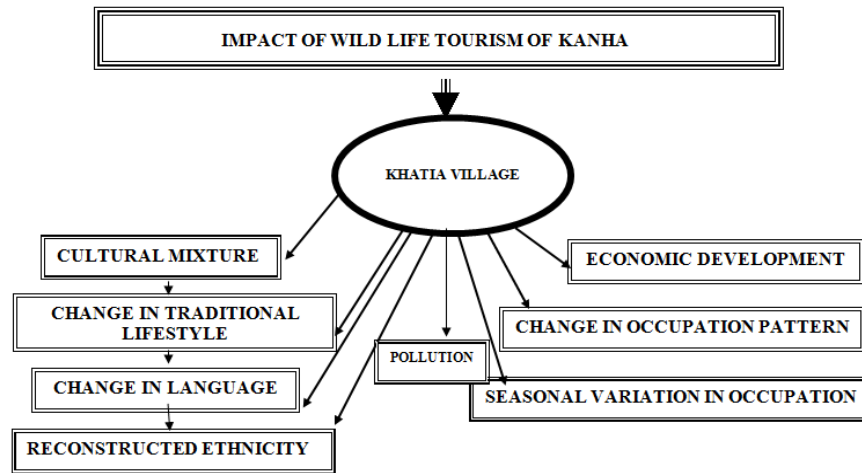 IMPACT OF WILD LIFE TOURISM OF KANHA
KHATIA VILLAGE
CULTURAL MIXTURE
ECONOMIC DEVELOPMENT
CHANGE IN TRADITIONAL
LIFESTYLE
CHANGE IN OCCUPATION PATTERN
POLLUTION
CHANGE IN LANGUAGE
SEASONAL VARIATION IN OCCUPATION
RECONSTRUCTED ETHNICITY